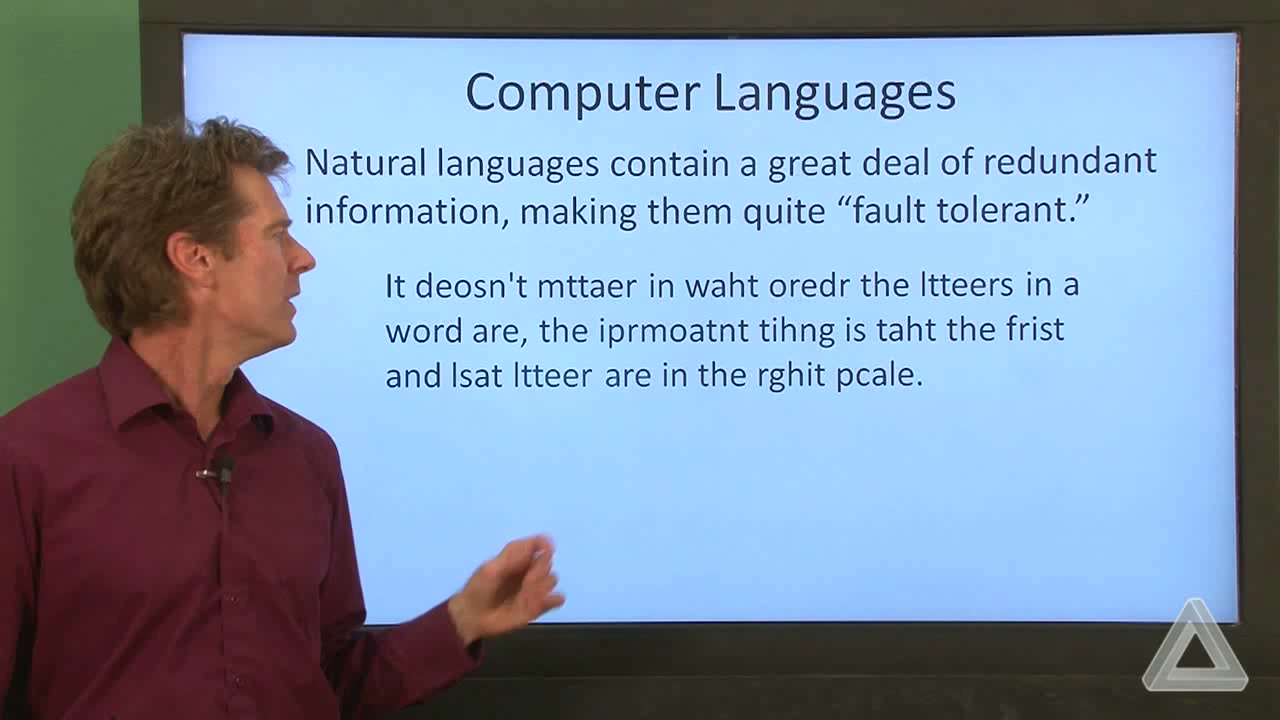 Computer Languages
Natural languages contain a great deal of redundant
information, making them quite “fault tolerant.”
It deosn't mttaer in waht oredr the ltteers in a
word are, the iprmoatnt tihng is taht the frist
and lsat ltteer are in the rghit pcale.